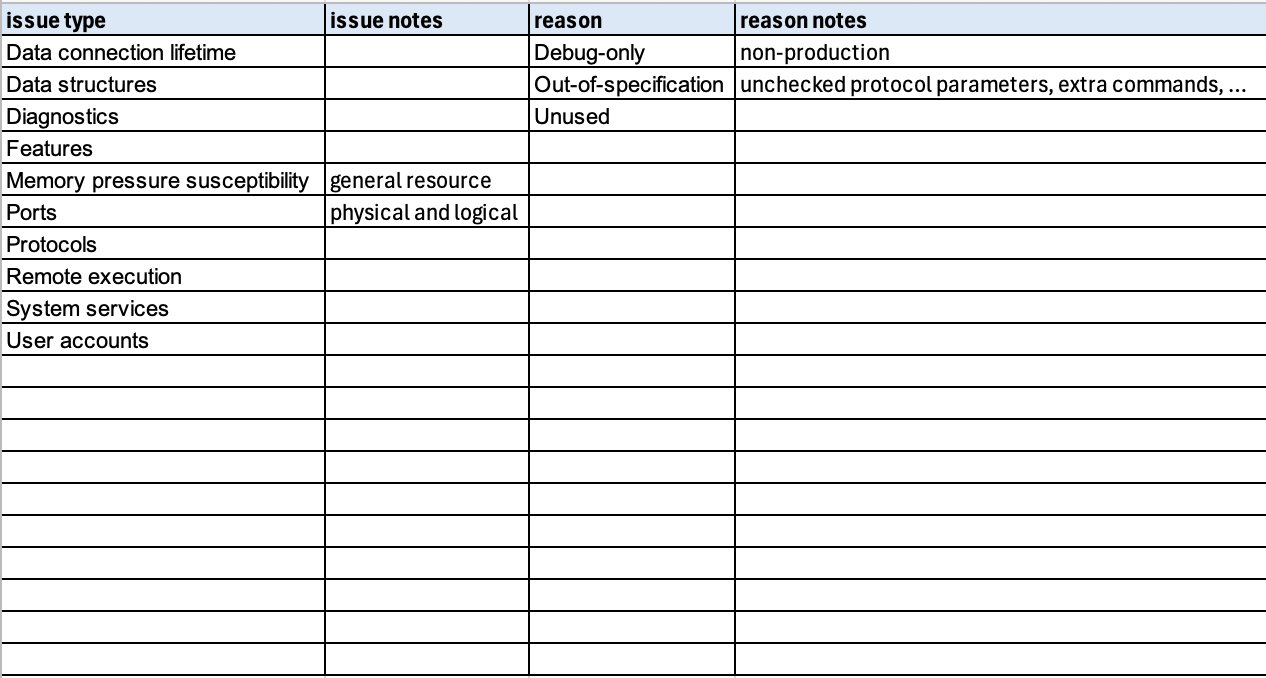 issue type issue notes reason reason notes
Data connection lifetime Debug-only non-production
Data structures Out-of-specification unchecked protocol parameters, extra commands, ...
Diagnostics Unused
Features
Memory pressure susceptibility general resource
Ports physical and logical
Protocols
Remote execution
System services
User accounts